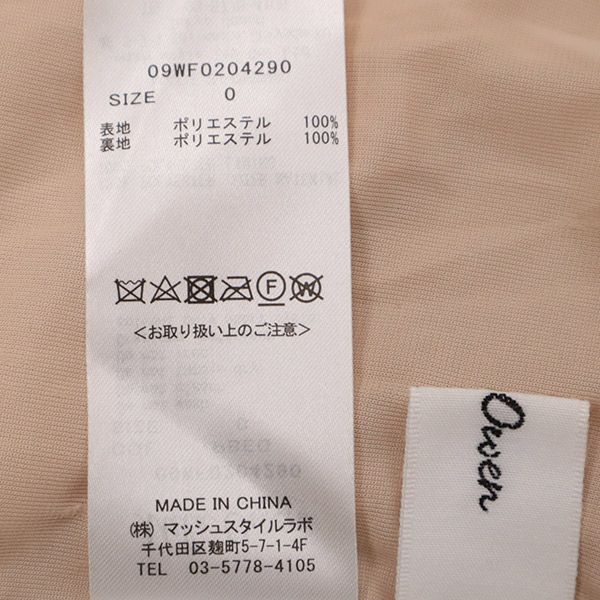 09WF0204290
SIZE 0
表地 ポリエステル 100%
裏地 ポリエステル 100%
F
W
<お取り扱い上のご注意>
MADE IN CHINA
(株) マッシュスタイルラボ
千代田区麹町5-7-1-4F
TEL 03-5778-4105
Owen